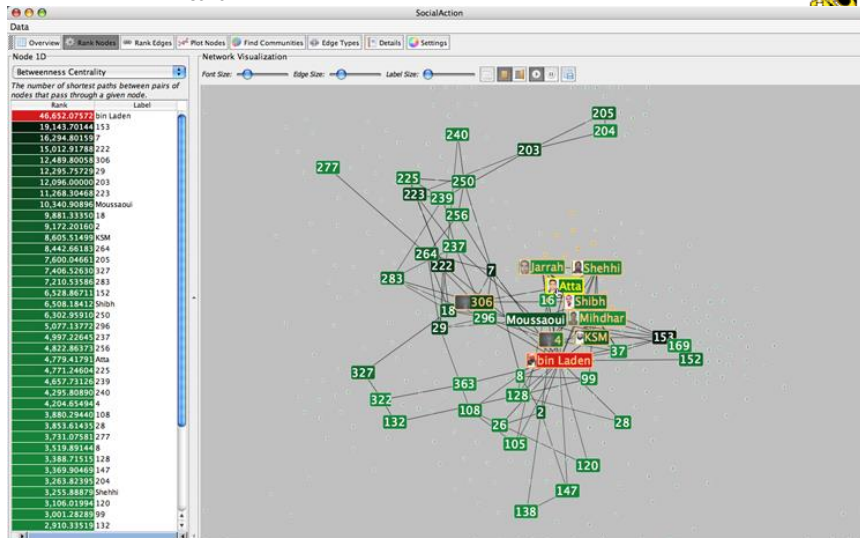 SocialAction
Data
Overview Rank Nodes Rank Edges Plot Nodes Find Communities Edge Types Details Settings
Node 1D
Betweenness Centrality
The number of shortest paths between pairs of
nodes that pass through a given node.
Rank Label
46,652.07572 bin Laden
19,143.70144 153
16,294.80159 7
15,012.91788 222
12,489.80058 306
12,295.75729 29
12,096.00000 203
11,268.30468 223
10,340.90896 Moussaoui
9,881.33350 18
9,172.20160 2
8,605.51499 KSM
8,442.66183 264
7,600.04661 205
7,406.52630 327
7,210.53586 283
6,528.86711 152
6,508.18412 Shibh
6,302.95910 250
5,077.13772 296
4,997.22645 237
4,822.86373 256
4,779.41791 Atta
4,771.24604 225
4,657.73126 239
4,295.80890 240
4,204.65494 4
3,880.29440 108
3,853.61435 28
3,731.07581 277
3,519.89144 8
3,388.71515 128
3,369.90469 147
3,263.82395 204
3,255.88879 Shehhi
3,106.01994 120
3,001.28289 99
2,910.33519 132
Network Visualization
Font Size: Edge Size: Label Size:
205
240 204
203
277
225 250
223 239
256
237
264
222 7
283
Jarrah Shehhi
Atta
306 16 Shibh
18 296 Moussaoui Mihdhar
29
4 KSM 153
37 169
bin Laden 152
327 8 99
363
322 128
108 2
132 26 28
105
120
147
138